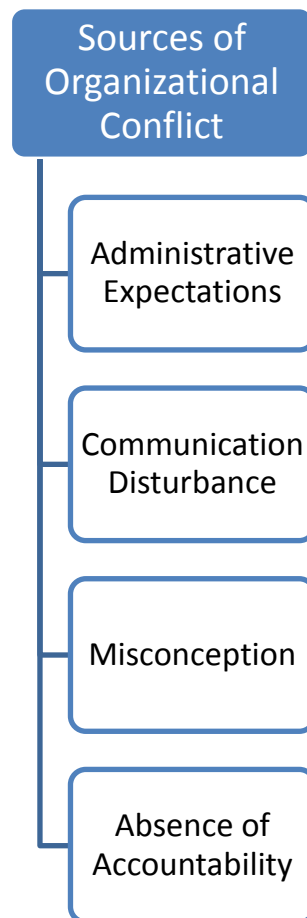 Sources of
Organizational
Conflict
Administrative
Expectations
Communication
Disturbance
Misconception
Absence of
Accountability